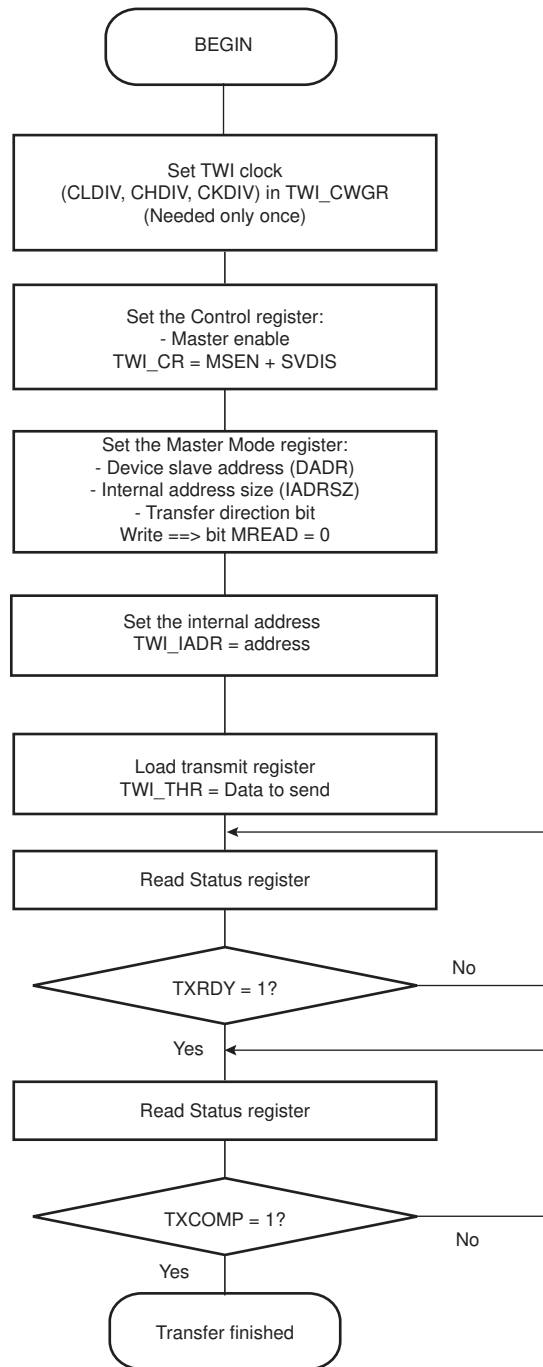 BEGIN
Set TWI clock
(CLDIV, CHDIV, CKDIV) in TWI_CWGR
(Needed only once)
Set the Control register:
- Master enable
TWI_CR = MSEN + SVDIS
Set the Master Mode register:
- Device slave address (DADR)
- Internal address size (IADRSZ)
- Transfer direction bit
Write ==> bit MREAD = 0
Set the internal address
TWI_IADR = address
Load transmit register
TWI_THR = Data to send
Read Status register
TXRDY = 1?
No
Yes
Read Status register
TXCOMP = 1?
No
Yes
Transfer finished